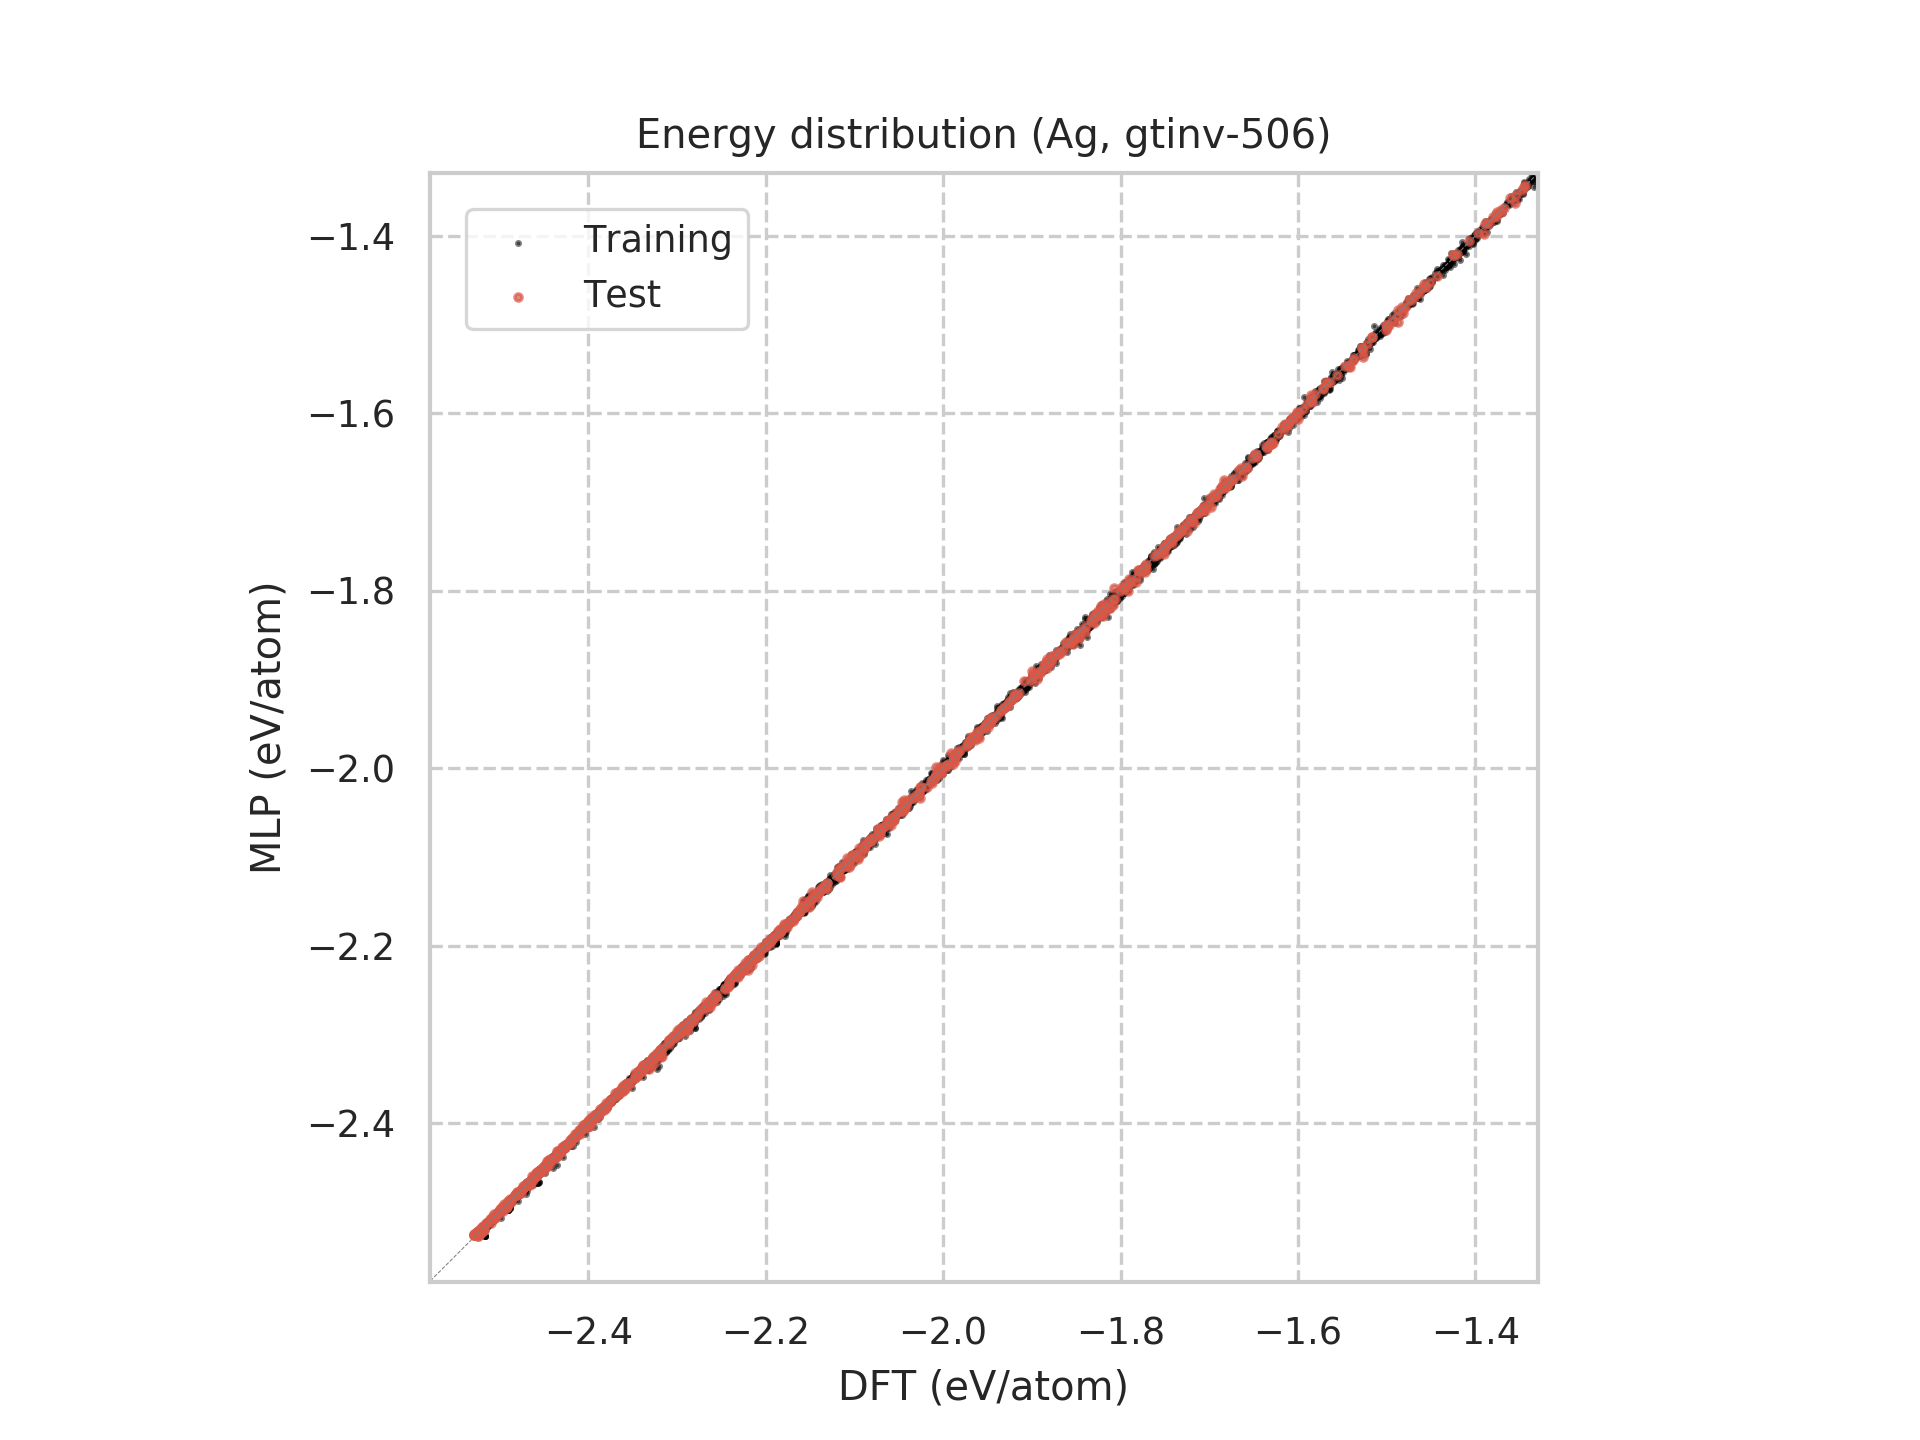 Energy distribution (Ag, gtinv-506)
Training
Test
MLP (eV/atom)
−1.4
−1.6
−1.8
−2.0
−2.2
−2.4
−2.4 −2.2 −2.0 −1.8 −1.6 −1.4
DFT (eV/atom)